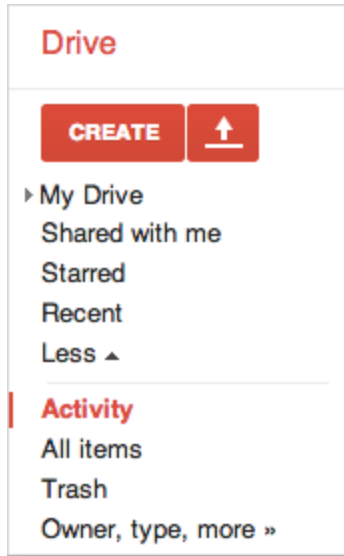 Drive
CREATE
My Drive
Shared with me
Starred
Recent
Less
Activity
All items
Trash
Owner, type, more »